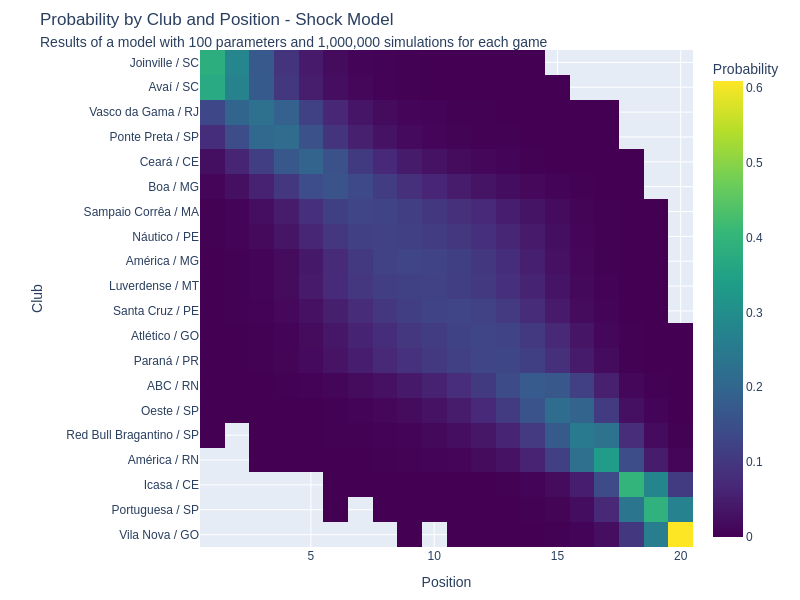 Probability by Club and Position - Shock Model
Results of a model with 100 parameters and 1,000,000 simulations for each game
Probability
Joinville / SC
Avaí / SC
Vasco da Gama / RJ
Ponte Preta / SP
Ceará / CE
Boa / MG
Sampaio Corrêa / MA
Náutico / PE
América / MG
Luverdense / MT
Santa Cruz / PE
Atlético / GO
Paraná / PR
ABC / RN
Oeste / SP
Red Bull Bragantino / SP
América / RN
Icasa / CE
Portuguesa / SP
Vila Nova / GO
Club
5
10
15
20
Position
0.6
0.5
0.4
0.3
0.2
0.1
0